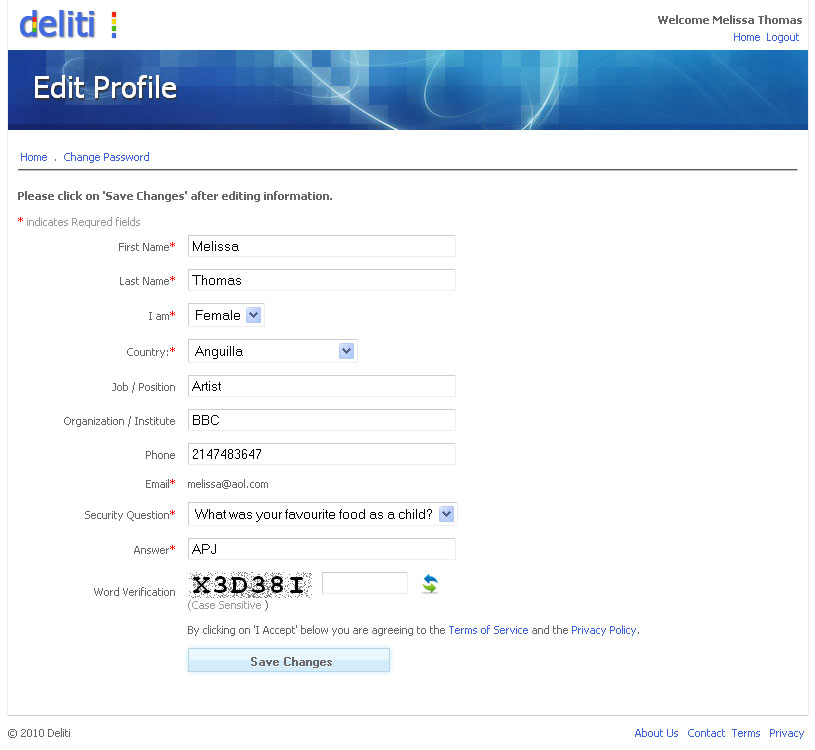 deliti
Welcome Melissa Thomas
Home Logout
Edit Profile
Home . Change Password
Please click on 'Save Changes' after editing information.
* indicates Requred fields
First Name* Melissa
Last Name* Thomas
I am* Female
Country:* Anguilla
Job / Position Artist
Organization / Institute BBC
Phone 2147483647
Email* melissa@aol.com
Security Question* What was your favourite food as a child?
Answer* APJ
Word Verification X3D38I
(Case Sensitive )
By clicking on 'I Accept' below you are agreeing to the Terms of Service and the Privacy Policy.
Save Changes
© 2010 Deliti
About Us Contact Terms Privacy